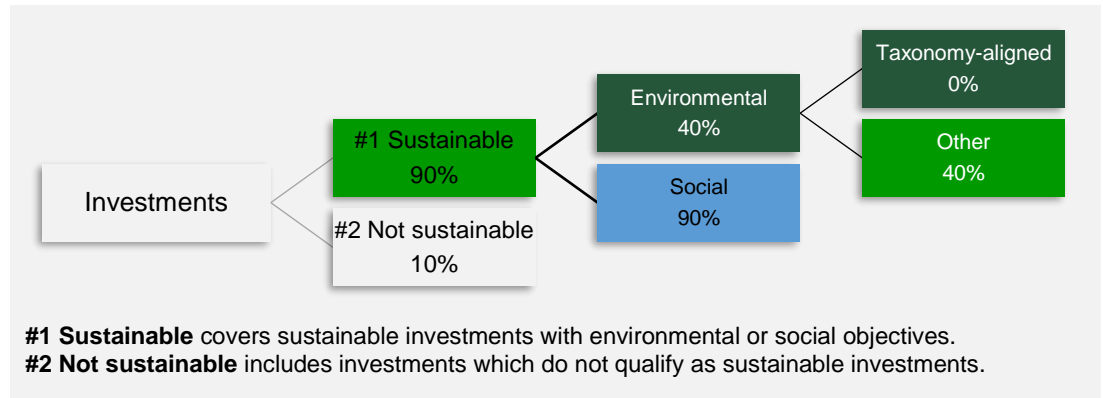 Investments
#1 Sustainable
90%
#2 Not sustainable
10%
Environmental
40%
Social
90%
Taxonomy-aligned
0%
Other
40%
#1 Sustainable covers sustainable investments with environmental or social objectives.
#2 Not sustainable includes investments which do not qualify as sustainable investments.